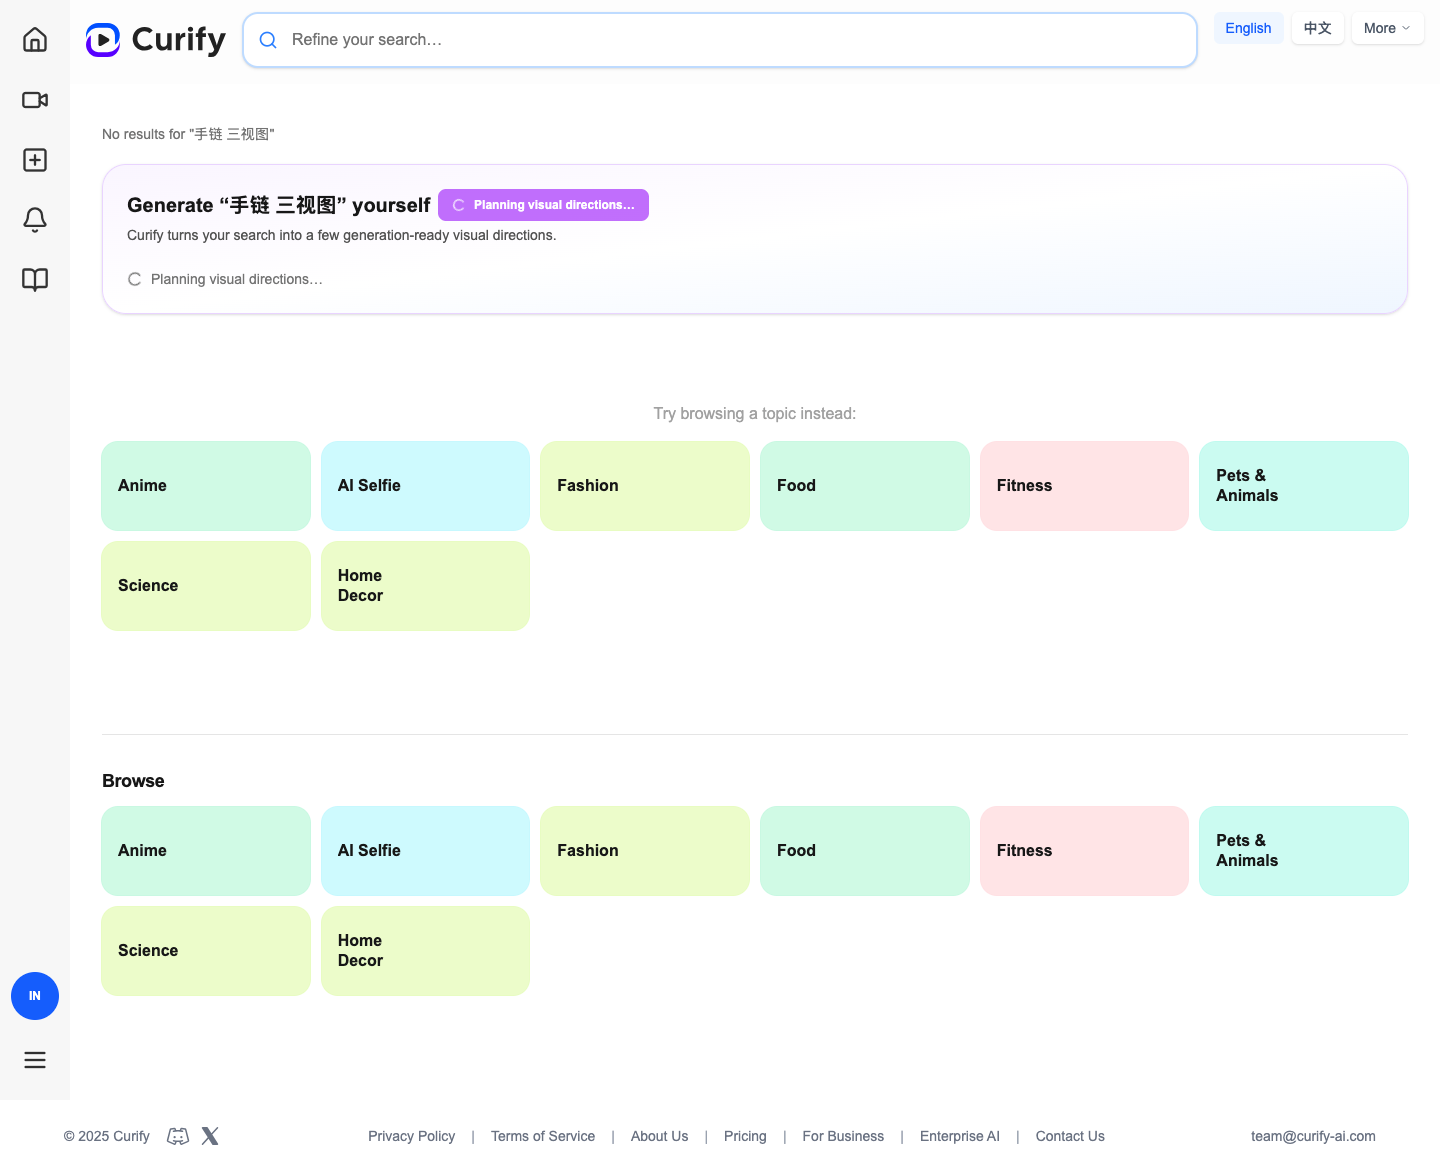 Curify
Refine your search…
English
中文
More
No results for "手链 三视图"
Generate “手链 三视图” yourself
Planning visual directions…
Curify turns your search into a few generation-ready visual directions.
Planning visual directions…
Try browsing a topic instead:
Anime
AI Selfie
Fashion
Food
Fitness
Pets &
Animals
Science
Home
Decor
Browse
Anime
AI Selfie
Fashion
Food
Fitness
Pets &
Animals
Science
Home
Decor
IN
© 2025 Curify
Privacy Policy | Terms of Service | About Us | Pricing | For Business | Enterprise AI | Contact Us
team@curify-ai.com